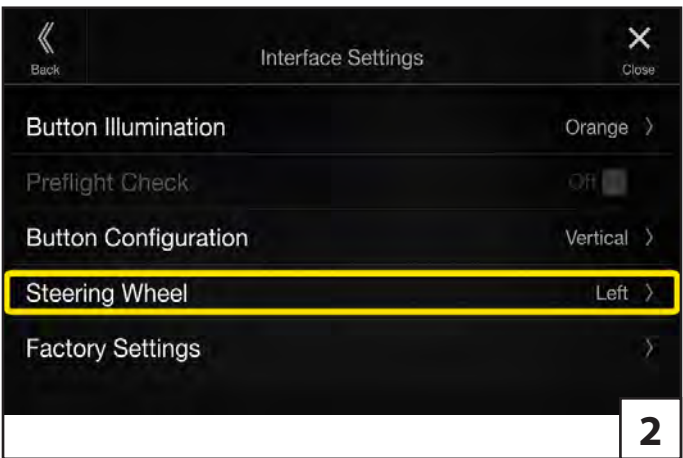 Back
Interface Settings
Close
Button Illumination Orange
Preflight Check Off
Button Configuration Vertical
Steering Wheel Left
Factory Settings
2